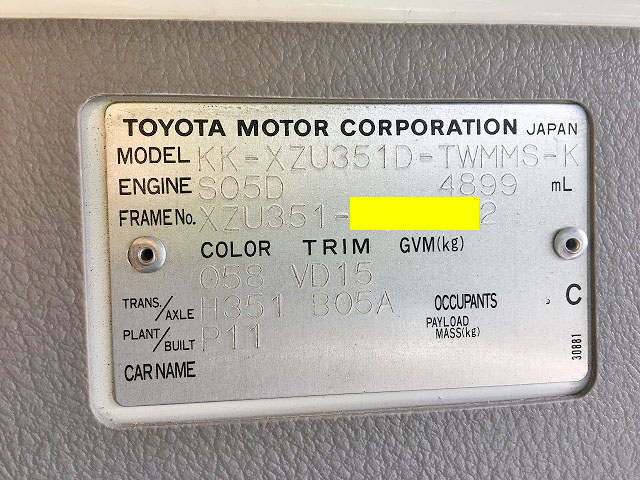 TOYOTA MOTOR CORPORATION JAPAN
MODEL KK-XZU351D-TWMMS-K
ENGINE S05D 4899 mL
FRAME No. XZU351- 2
COLOR TRIM GVM(kg)
058 VD15
TRANS./AXLE H351 B05A OCCUPANTS . C
PLANT/BUILT P11 PAYLOAD MASS(kg)
CAR NAME
30881